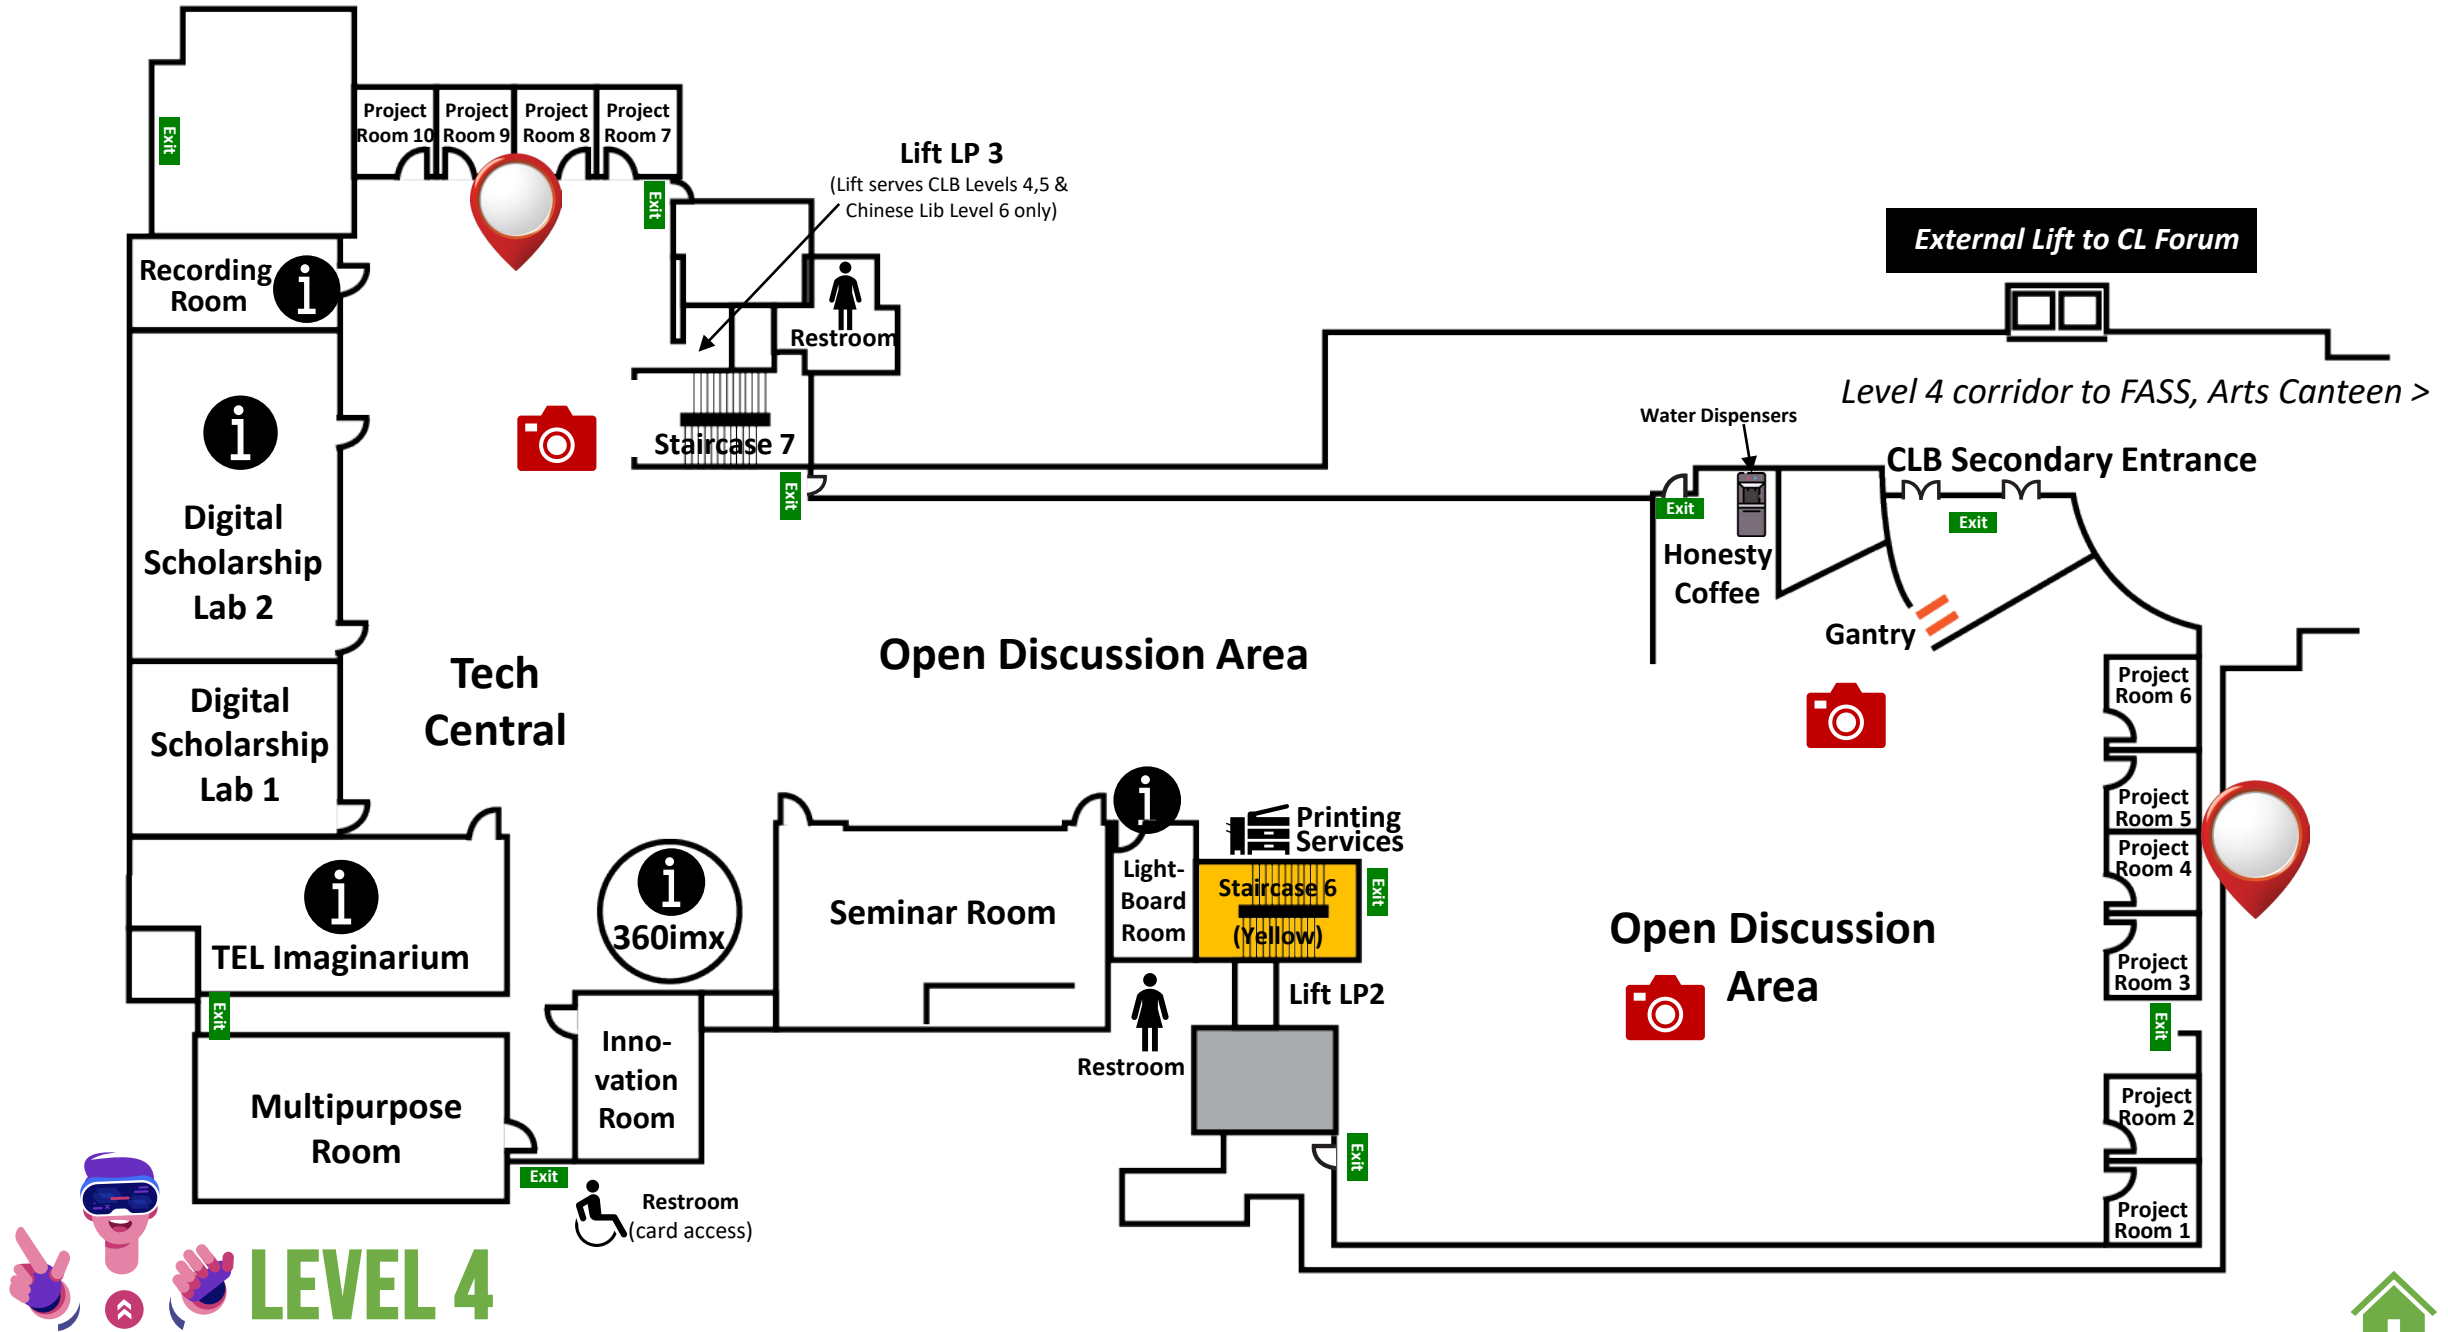 Project
Room 10
Project
Room 9
Project
Room 8
Project
Room 7
Exit
Exit
Lift LP 3
(Lift serves CLB Levels 4,5 &
Chinese Lib Level 6 only)
External Lift to CL Forum
Recording
Room
Restroom
Level 4 corridor to FASS, Arts Canteen >
Water Dispensers
Staircase 7
CLB Secondary Entrance
Exit
Exit
Exit
Digital
Scholarship
Lab 2
Honesty
Coffee
Gantry
Tech
Central
Open Discussion Area
Project
Room 6
Digital
Scholarship
Lab 1
Project
Room 5
Printing
Services
Project
Room 4
Light-
Board
Room
Staircase 6
(Yellow)
Exit
Seminar Room
360imx
TEL Imaginarium
Open Discussion
Area
Project
Room 3
Lift LP2
Exit
Exit
Inno-
vation
Room
Restroom
Multipurpose
Room
Project
Room 2
Exit
Exit
Restroom
(card access)
Project
Room 1
LEVEL 4